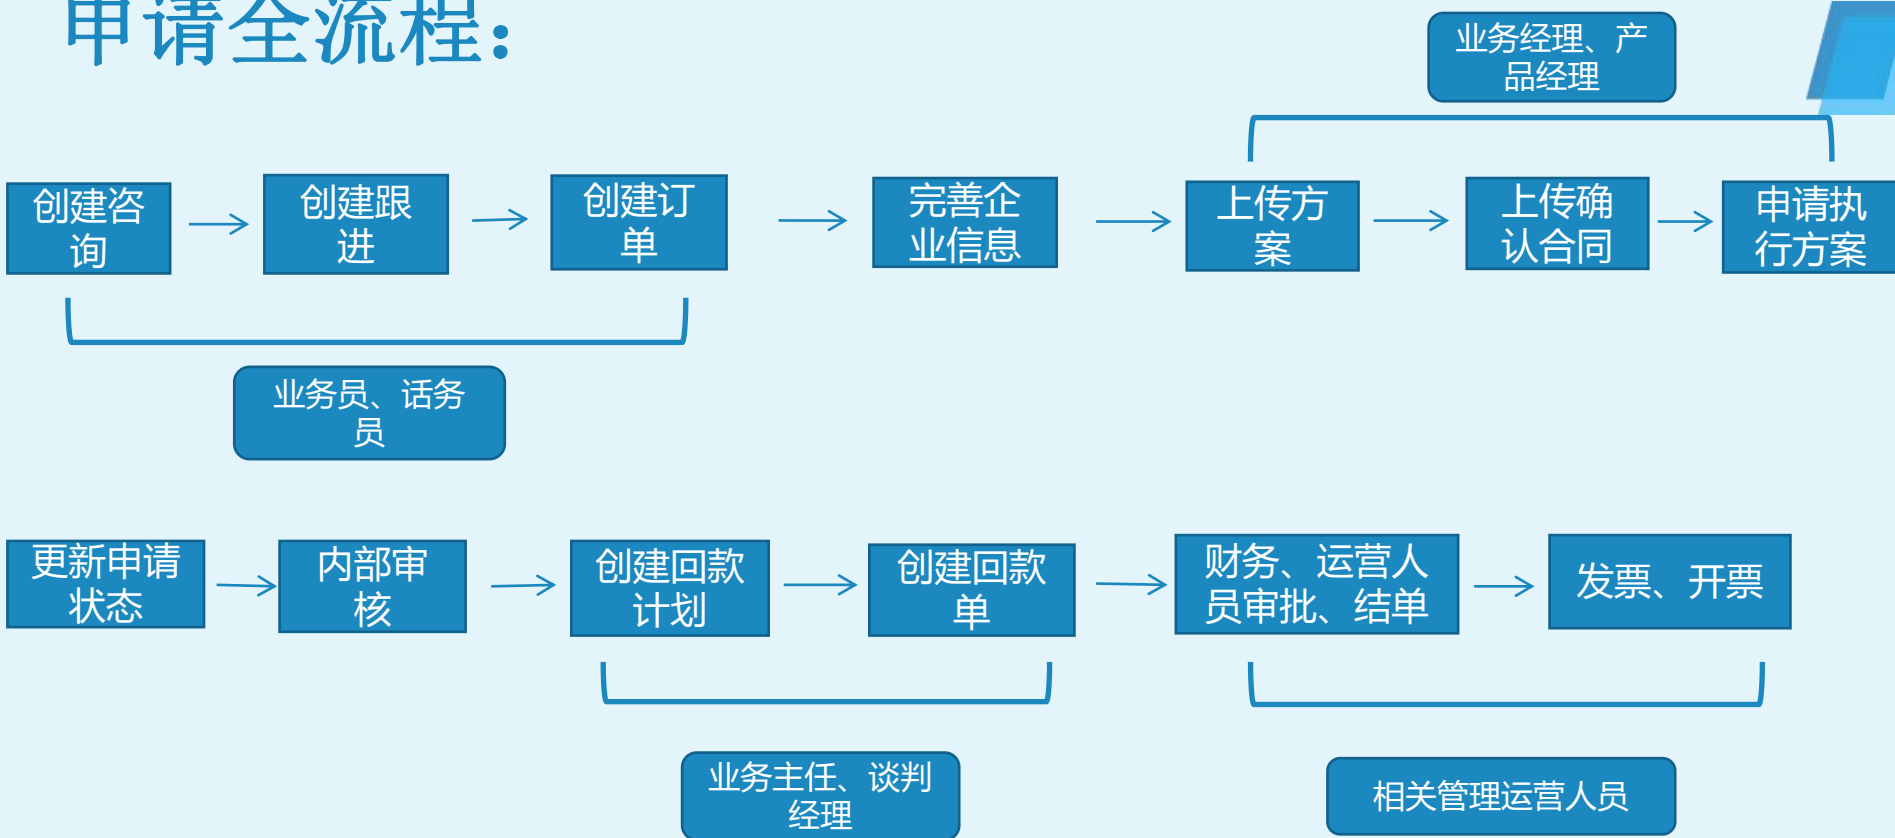 申请全流程：
业务经理、产
品经理
创建咨
询
创建跟
进
创建订
单
完善企
业信息
上传方
案
上传确
认合同
申请执
行方案
业务员、话务
员
更新申请
状态
内部审
核
创建回款
计划
创建回款
单
财务、运营人
员审批、结单
发票、开票
业务主任、谈判
经理
相关管理运营人员